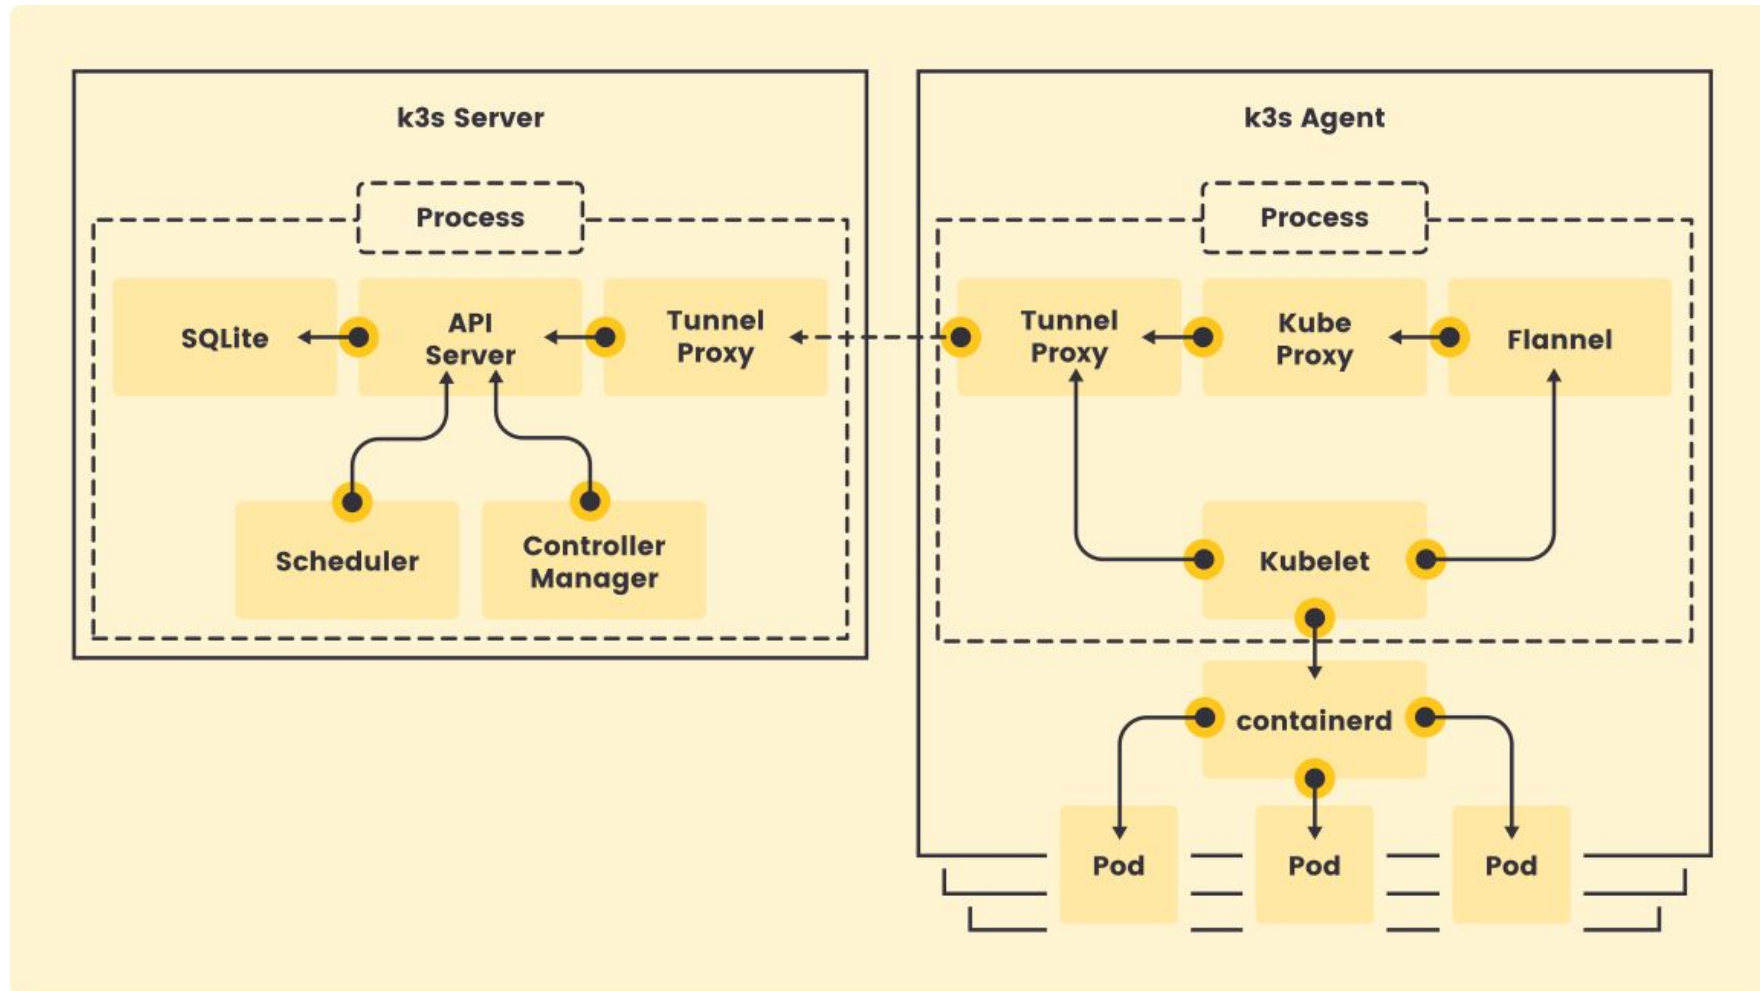 k3s Server
Process
SQLite
API
Server
Tunnel
Proxy
Scheduler
Controller
Manager
k3s Agent
Process
Tunnel
Proxy
Kube
Proxy
Flannel
Kubelet
containerd
Pod
Pod
Pod